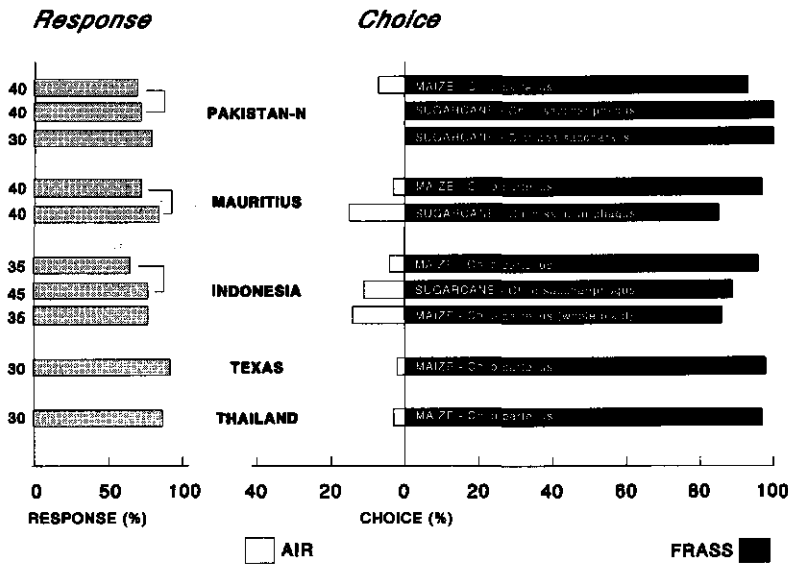 Response Choice
40 MAIZE -
40 PAKISTAN-N SUGARCANE -
30 SUGARCANE -
40 MAIZE -
40 MAURITIUS SUGARCANE -
35 MAIZE -
45 INDONESIA SUGARCANE -
35 MAIZE -
30 TEXAS MAIZE -
30 THAILAND MAIZE -
0 100 40 20 0 20 40 60 80 100
RESPONSE (%) CHOICE (%)
AIR FRASS